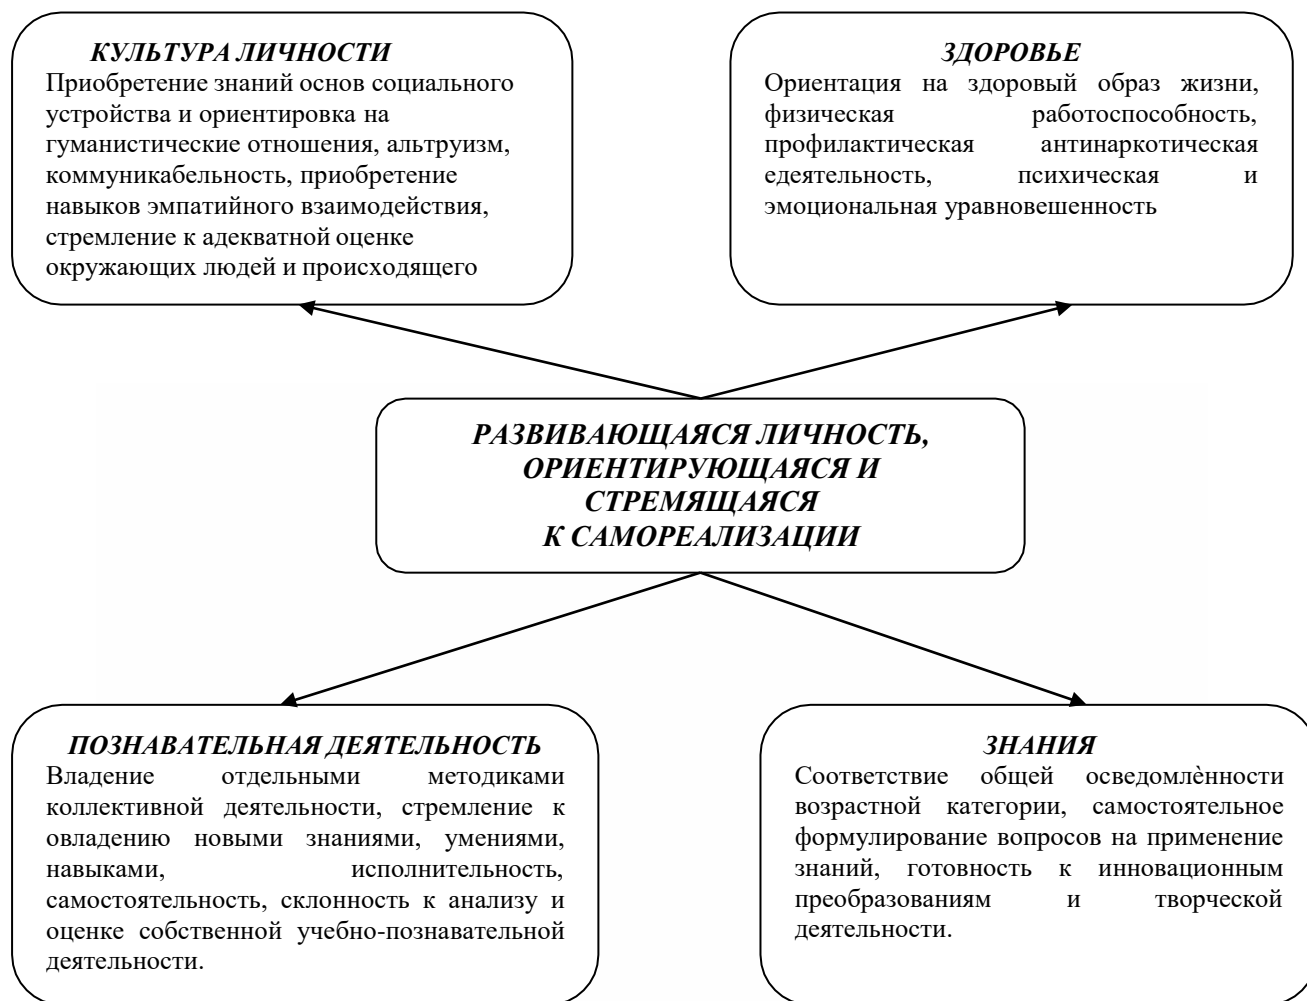 КУЛЬТУРА ЛИЧНОСТИ
Приобретение знаний основ социального
устройства и ориентировка на
гуманистические отношения, альтруизм,
коммуникабельность, приобретение
навыков эмпатийного взаимодействия,
стремление к адекватной оценке
окружающих людей и происходящего
ЗДОРОВЬЕ
Ориентация на здоровый образ жизни,
физическая работоспособность,
профилактическая антинаркотическая
едеятельность, психическая и
эмоциональная уравновешенность
РАЗВИВАЮЩАЯСЯ ЛИЧНОСТЬ,
ОРИЕНТИРУЮЩАЯСЯ И
СТРЕМЯЩАЯСЯ
К САМОРЕАЛИЗАЦИИ
ПОЗНАВАТЕЛЬНАЯ ДЕЯТЕЛЬНОСТЬ
Владение отдельными методиками
коллективной деятельности, стремление к
овладению новыми знаниями, умениями,
навыками, исполнительность,
самостоятельность, склонность к анализу и
оценке собственной учебно-познавательной
деятельности.
ЗНАНИЯ
Соответствие общей осведомлѐнности
возрастной категории, самостоятельное
формулирование вопросов на применение
знаний, готовность к инновационным
преобразованиям и творческой
деятельности.